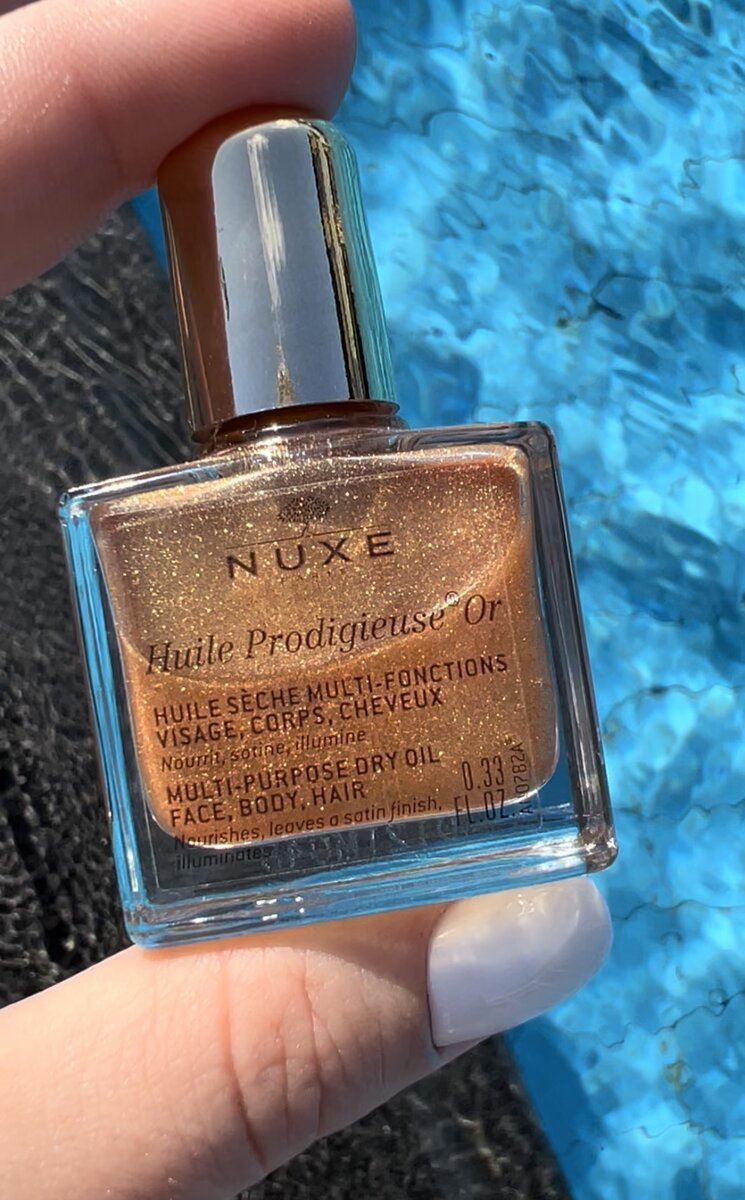 NUXE
Huile Prodigieuse® Or
HUILE SÈCHE MULTI-FONCTIONS
VISAGE, CORPS, CHEVEUX
Nourrit, satine, illumine
MULTI-PURPOSE DRY OIL
FACE, BODY, HAIR
Nourishes, leaves a satin finish,
illuminates
0.33
FL.OZ.